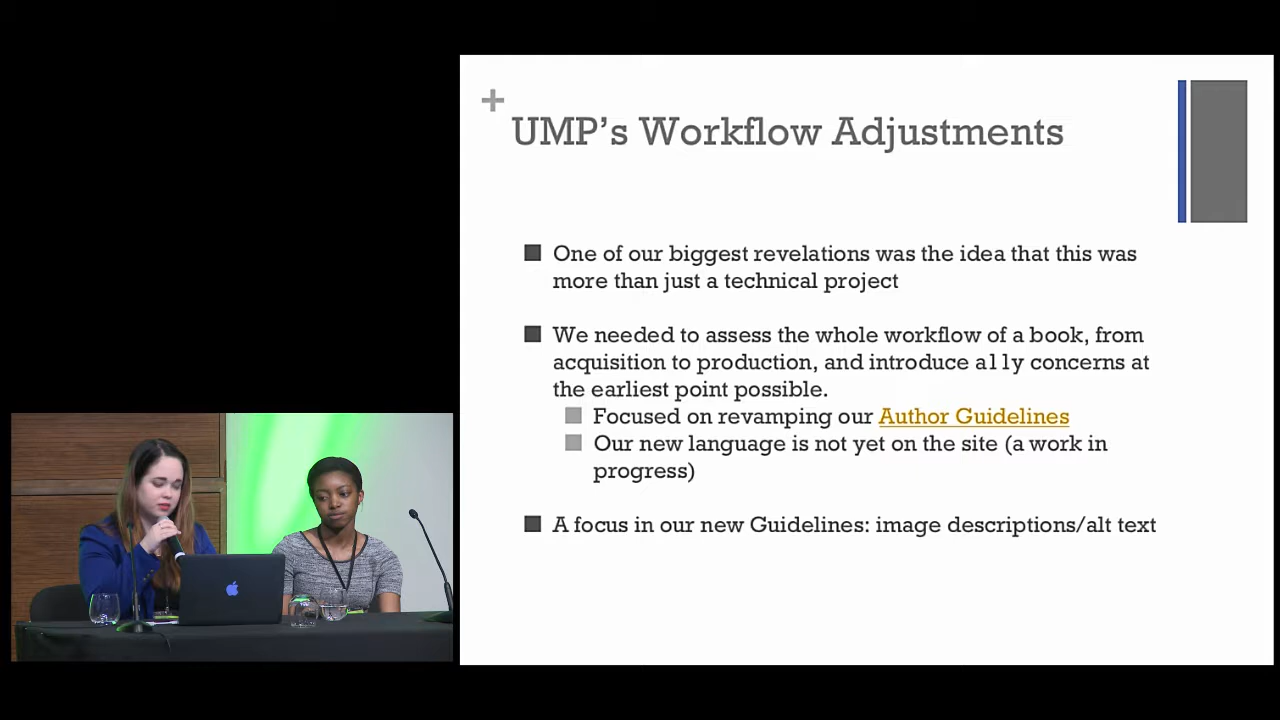 +
UMP's Workflow Adjustments
One of our biggest revelations was the idea that this was
more than just a technical project
We needed to assess the whole workflow of a book, from
acquisition to production, and introduce a11y concerns at
the earliest point possible.
Focused on revamping our Author Guidelines
Our new language is not yet on the site (a work in
progress)
A focus in our new Guidelines: image descriptions/alt text